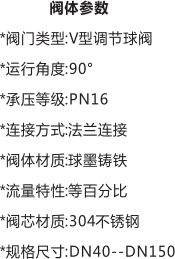 阀体参数
*阀门类型:V型调节球阀
*运行角度:90°
*承压等级:PN16
*连接方式:法兰连接
*阀体材质:球墨铸铁
*流量特性:等百分比
*阀芯材质:304不锈钢
*规格尺寸:DN40--DN150